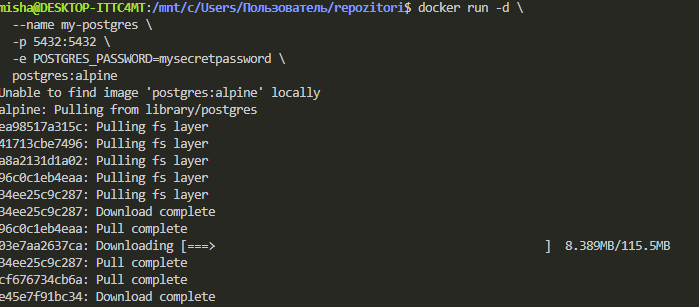 misha@DESKTOP-ITTC4MT:/mnt/c/Users/Пользователь/repozitori$ docker run -d \
--name my-postgres \
-p 5432:5432 \
-e POSTGRES_PASSWORD=mysecretpassword \
postgres:alpine
Unable to find image 'postgres:alpine' locally
alpine: Pulling from library/postgres
ea98517a315c: Pulling fs layer
41713cbe7496: Pulling fs layer
a8a2131d1a02: Pulling fs layer
96c0c1eb4eaa: Pulling fs layer
34ee25c9c287: Pulling fs layer
34ee25c9c287: Download complete
96c0c1eb4eaa: Pull complete
03e7aa2637ca: Downloading [===> ] 8.389MB/115.5MB
34ee25c9c287: Pull complete
cf676734cb6a: Pull complete
e45e7f91bc34: Download complete